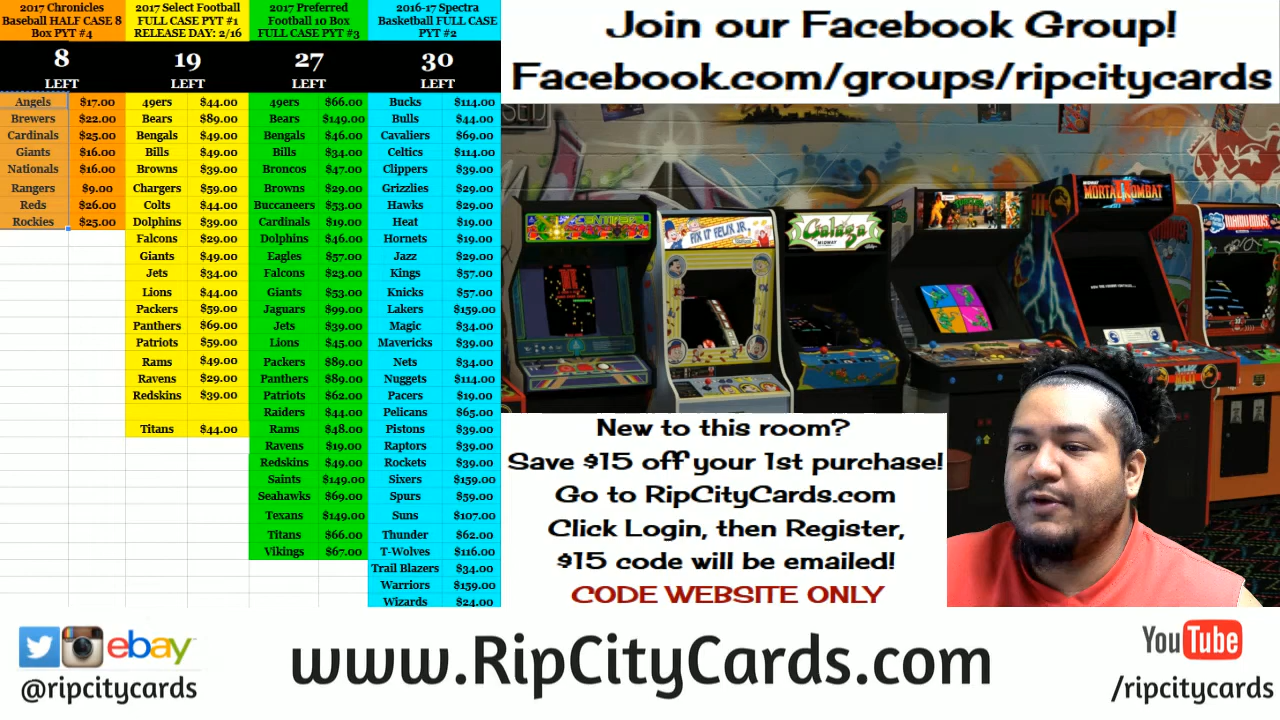 2017 Chronicles
Baseball HALF CASE 8
Box PYT #4
8
LEFT
Angels $17.00
Brewers $22.00
Cardinals $25.00
Giants $16.00
Nationals $16.00
Rangers $9.00
Reds $26.00
Rockies $25.00
2017 Select Football
FULL CASE PYT #1
RELEASE DAY: 2/16
19
LEFT
49ers $44.00
Bears $89.00
Bengals $49.00
Bills $49.00
Browns $39.00
Chargers $59.00
Colts $44.00
Dolphins $39.00
Falcons $29.00
Giants $49.00
Jets $34.00
Lions $44.00
Packers $59.00
Panthers $69.00
Patriots $59.00
Rams $49.00
Ravens $29.00
Redskins $39.00
Titans $44.00
2017 Preferred
Football 10 Box
FULL CASE PYT #3
27
LEFT
49ers $66.00
Bears $149.00
Bengals $46.00
Bills $34.00
Broncos $47.00
Browns $29.00
Buccaneers $53.00
Cardinals $19.00
Dolphins $46.00
Eagles $57.00
Falcons $23.00
Giants $53.00
Jaguars $99.00
Jets $39.00
Lions $45.00
Packers $89.00
Panthers $89.00
Patriots $62.00
Raiders $44.00
Rams $48.00
Ravens $19.00
Redskins $49.00
Saints $149.00
Seahawks $69.00
Texans $149.00
Titans $66.00
Vikings $67.00
2016-17 Spectra
Basketball FULL CASE
PYT #2
30
LEFT
Bucks $114.00
Bulls $44.00
Cavaliers $69.00
Celtics $114.00
Clippers $39.00
Grizzlies $29.00
Hawks $29.00
Heat $19.00
Hornets $19.00
Jazz $29.00
Kings $57.00
Knicks $57.00
Lakers $159.00
Magic $34.00
Mavericks $39.00
Nets $34.00
Nuggets $114.00
Pacers $19.00
Pelicans $65.00
Pistons $39.00
Raptors $39.00
Rockets $39.00
Sixers $159.00
Spurs $59.00
Suns $107.00
Thunder $62.00
T-Wolves $116.00
Trail Blazers $34.00
Warriors $159.00
Wizards $24.00
Join our Facebook Group!
Facebook.com/groups/ripcitycards
FIX IT FELIX JR.
Galaga
MIDWAY
MORTAL KOMBAT
MARIO BROS.
New to this room?
Save $15 off your 1st purchase!
Go to RipCityCards.com
Click Login, then Register,
$15 code will be emailed!
CODE WEBSITE ONLY
ebay
@ripcitycards
www.RipCityCards.com
YouTube
/ripcitycards